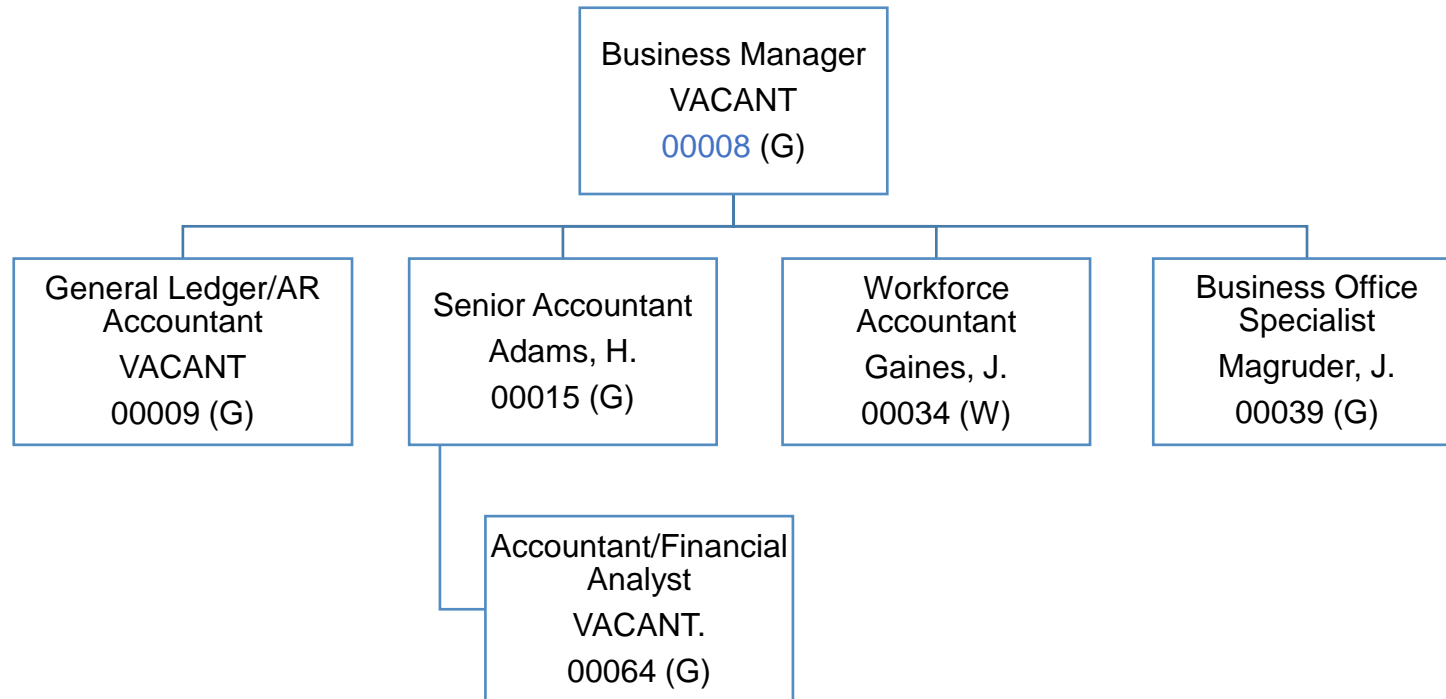 Business Manager
VACANT
00008 (G)
General Ledger/AR
Accountant
VACANT
00009 (G)
Senior Accountant
Adams, H.
00015 (G)
Workforce
Accountant
Gaines, J.
00034 (W)
Business Office
Specialist
Magruder, J.
00039 (G)
Accountant/Financial
Analyst
VACANT.
00064 (G)